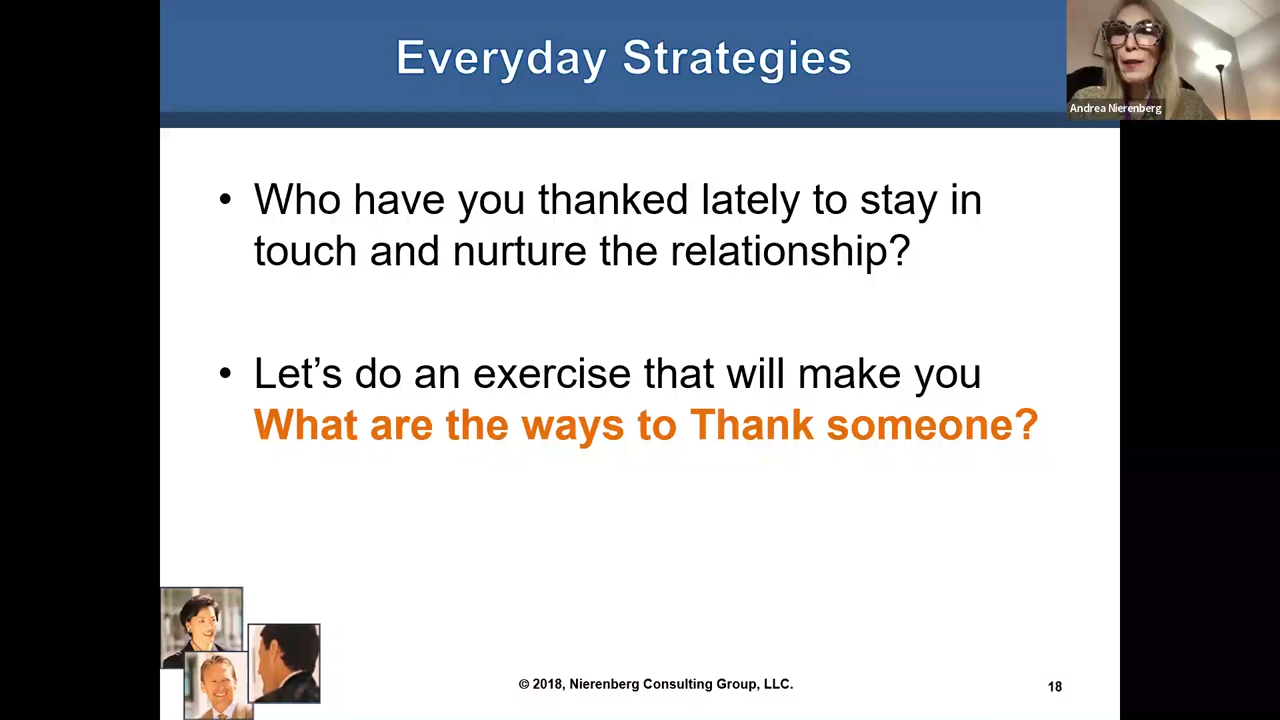 Everyday Strategies
Andrea Nierenberg
• Who have you thanked lately to stay in
touch and nurture the relationship?
• Let’s do an exercise that will make you
What are the ways to Thank someone?
© 2018, Nierenberg Consulting Group, LLC.
18